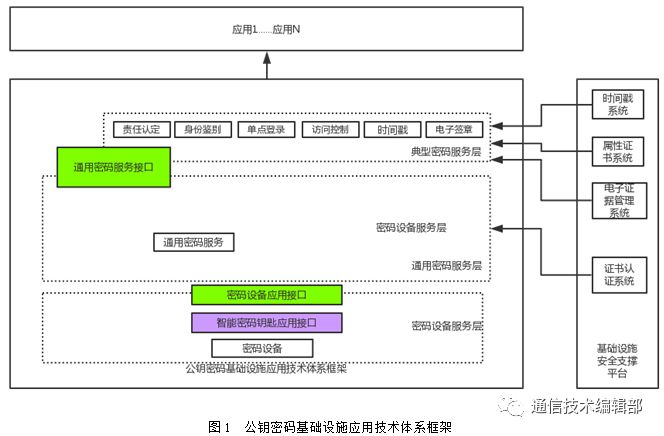 应用1......应用N
责任认定 身份鉴别 单点登录 访问控制 时间戳 电子签章
典型密码服务层
通用密码服务接口
密码设备服务层
通用密码服务
通用密码服务层
密码设备应用接口
智能密码钥匙应用接口
密码设备服务层
密码设备
公钥密码基础设施应用技术体系框架
时间戳
系统
属性证
书系统
电子证
据管理
系统
证书认
证系统
基础设施
安全支撑
平台
通信技术编辑部
图 1 公钥密码基础设施应用技术体系框架